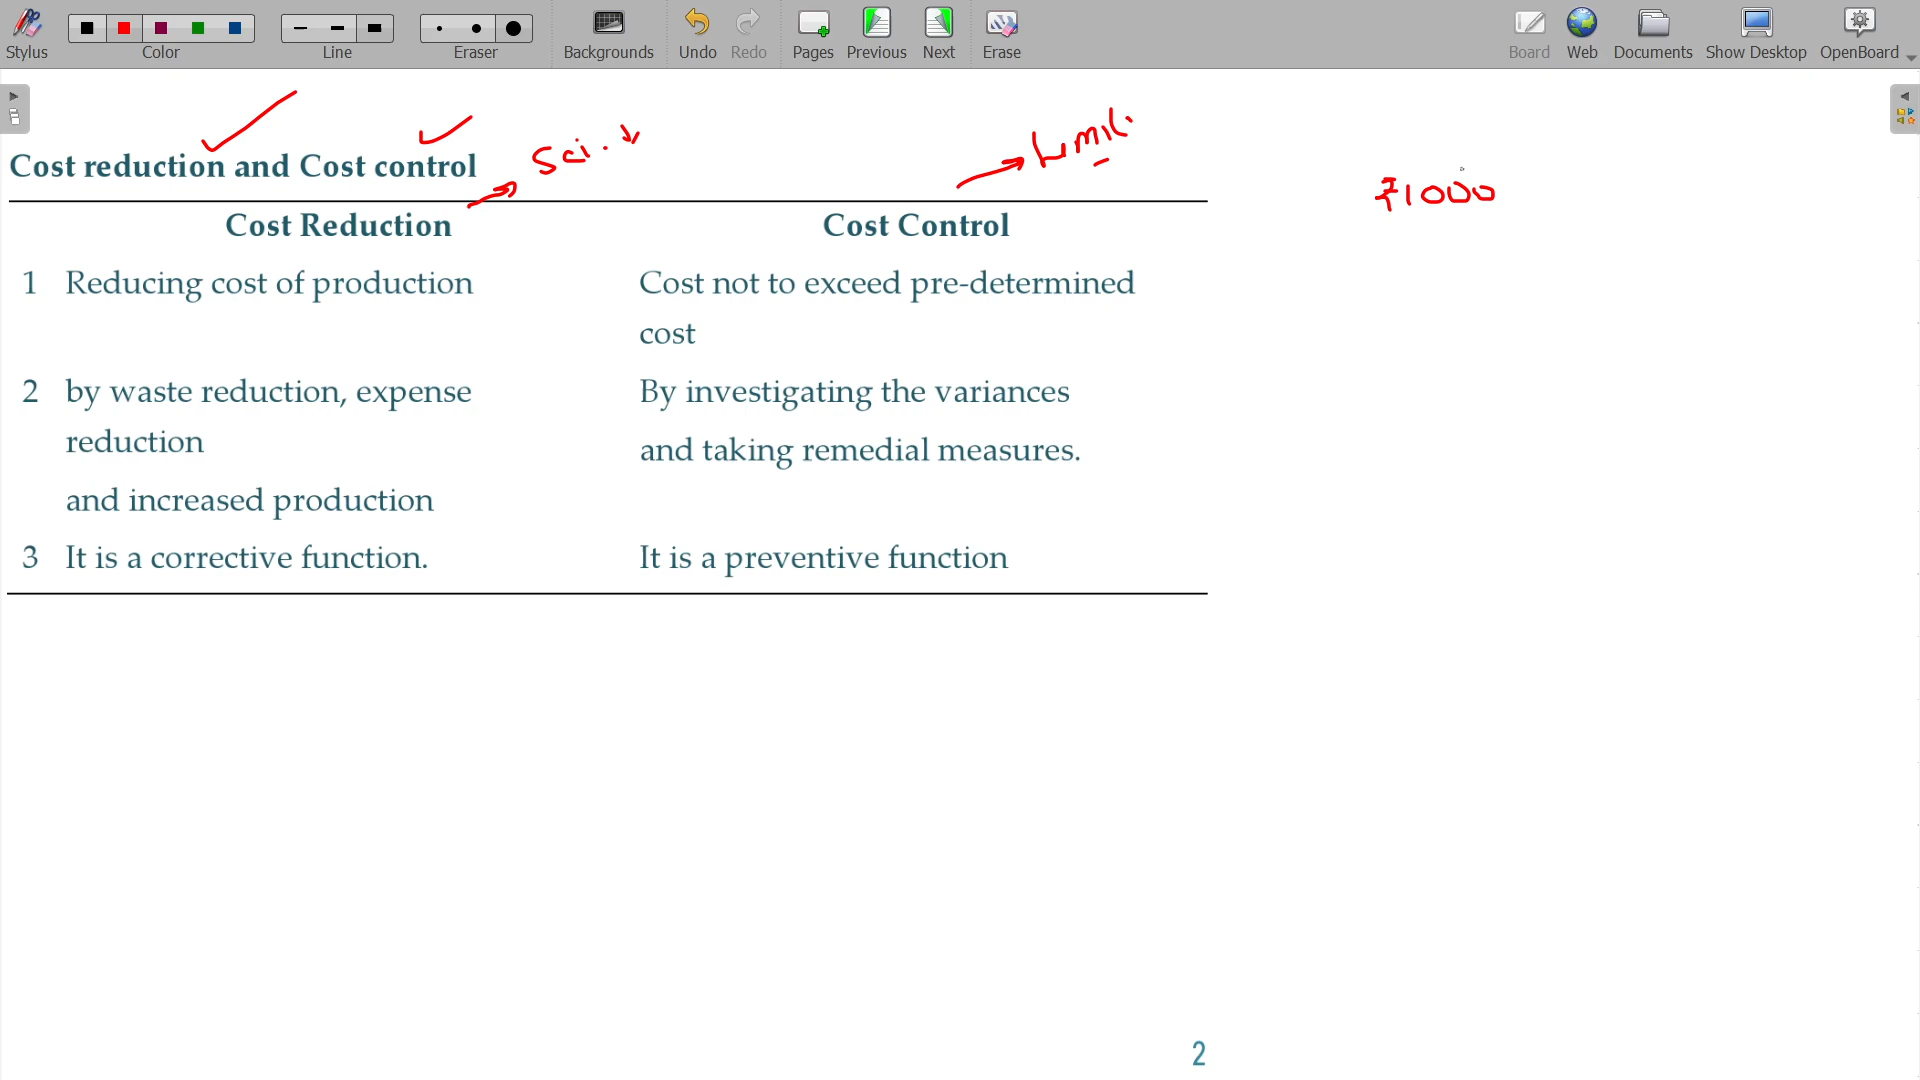 Stylus
Color
Line
Eraser
Backgrounds
Undo
Redo
Pages
Previous
Next
Erase
Board
Web
Documents
Show Desktop
OpenBoard
Cost reduction and Cost control
Sci. ↓
Limit
₹1000
Cost Reduction Cost Control
1 Reducing cost of production Cost not to exceed pre-determined
cost
2 by waste reduction, expense By investigating the variances
reduction and taking remedial measures.
and increased production
3 It is a corrective function. It is a preventive function
2